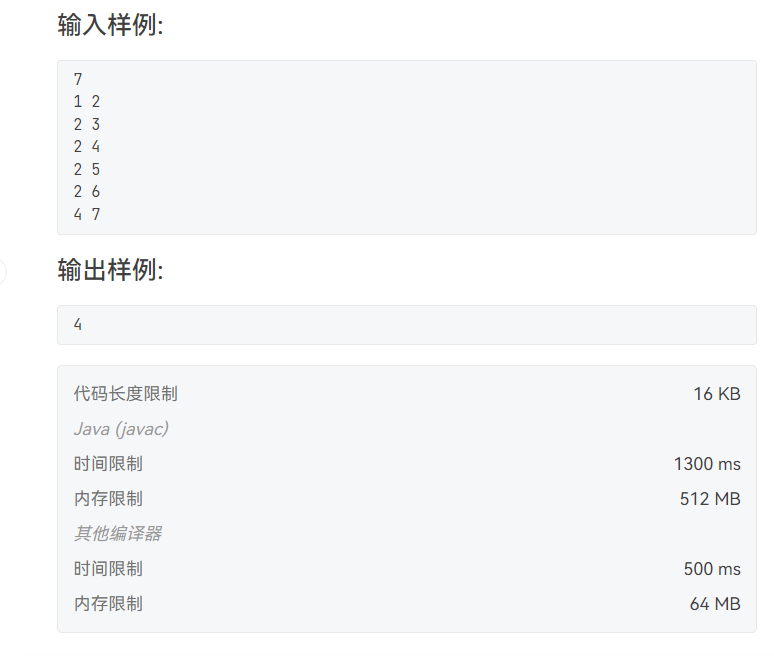 输入样例:
7
1 2
2 3
2 4
2 5
2 6
4 7
输出样例:
4
代码长度限制 16 KB
Java (javac)
时间限制 1300 ms
内存限制 512 MB
其他编译器
时间限制 500 ms
内存限制 64 MB